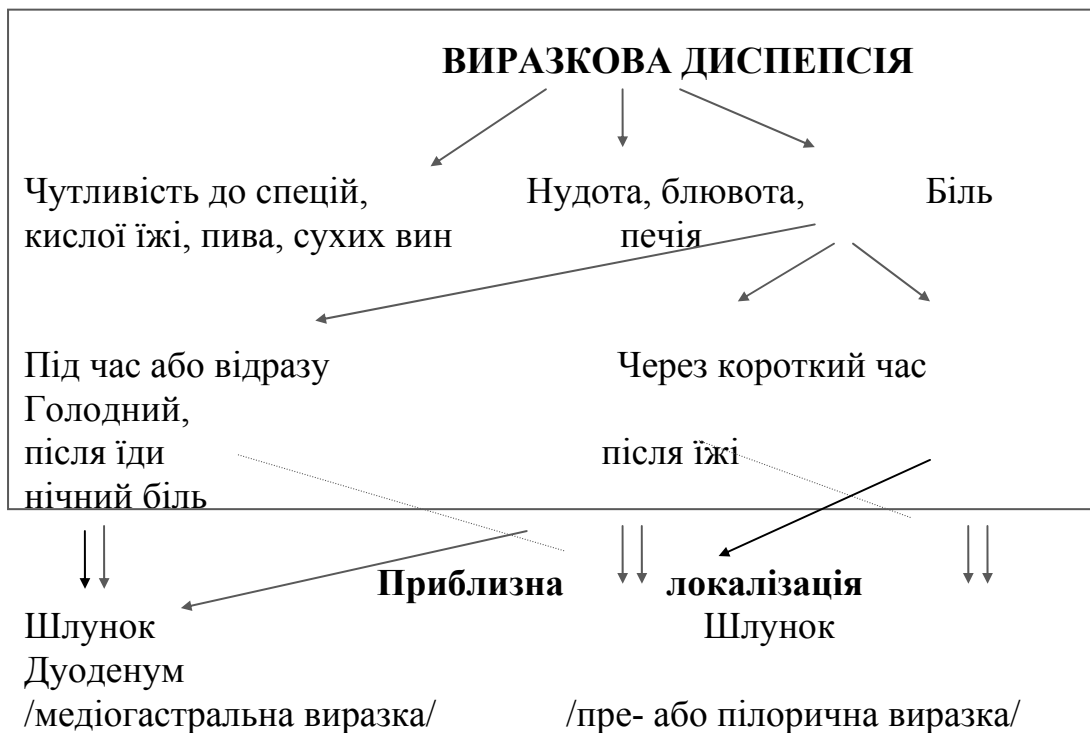 ВИРАЗКОВА ДИСПЕПСІЯ
Чутливість до спецій, Нудота, блювота, Біль
кислої їжі, пива, сухих вин печія
Під час або відразу Через короткий час
Голодний,
після їди після їжі
нічний біль
Приблизна локалізація
Шлунок Шлунок
Дуоденум
/медіогастральна виразка/ /пре- або пілорична виразка/